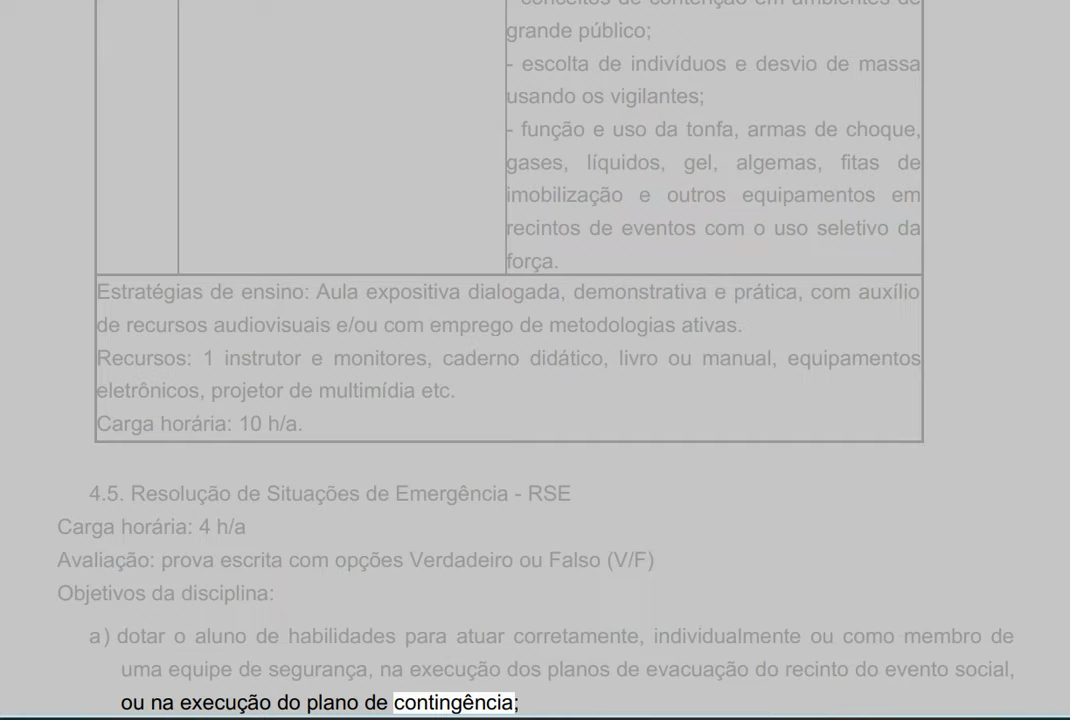 - conceitos de contenção em ambientes de
grande público;
- escolta de indivíduos e desvio de massa
usando os vigilantes;
- função e uso da tonfa, armas de choque,
gases, líquidos, gel, algemas, fitas de
imobilização e outros equipamentos em
recintos de eventos com o uso seletivo da
força.
Estratégias de ensino: Aula expositiva dialogada, demonstrativa e prática, com auxílio
de recursos audiovisuais e/ou com emprego de metodologias ativas.
Recursos: 1 instrutor e monitores, caderno didático, livro ou manual, equipamentos
eletrônicos, projetor de multimídia etc.
Carga horária: 10 h/a.
4.5. Resolução de Situações de Emergência - RSE
Carga horária: 4 h/a
Avaliação: prova escrita com opções Verdadeiro ou Falso (V/F)
Objetivos da disciplina:
a) dotar o aluno de habilidades para atuar corretamente, individualmente ou como membro de
uma equipe de segurança, na execução dos planos de evacuação do recinto do evento social,
ou na execução do plano de contingência;